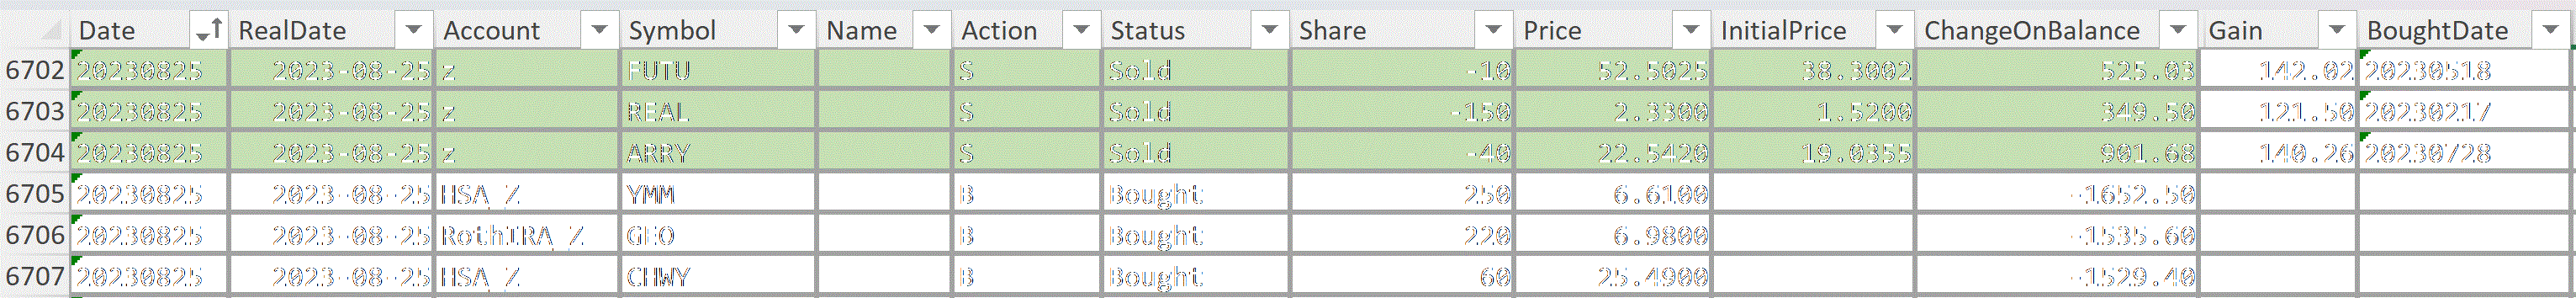 Date RealDate Account Symbol Name Action Status Share Price InitialPrice ChangeOnBalance Gain BoughtDate
6702 20230825 2023-08-25 z FUTU S Sold -10 52.5025 38.3002 525.03 142.02 20230518
6703 20230825 2023-08-25 z REAL S Sold -150 2.3300 1.5200 349.50 121.50 20230217
6704 20230825 2023-08-25 z ARRY S Sold -40 22.5420 19.0355 901.68 140.26 20230728
6705 20230825 2023-08-25 HSA_Z YMM B Bought 250 6.6100 -1652.50
6706 20230825 2023-08-25 RothIRA_Z GEO B Bought 220 6.9800 -1535.60
6707 20230825 2023-08-25 HSA_Z CHWY B Bought 60 25.4900 -1529.40